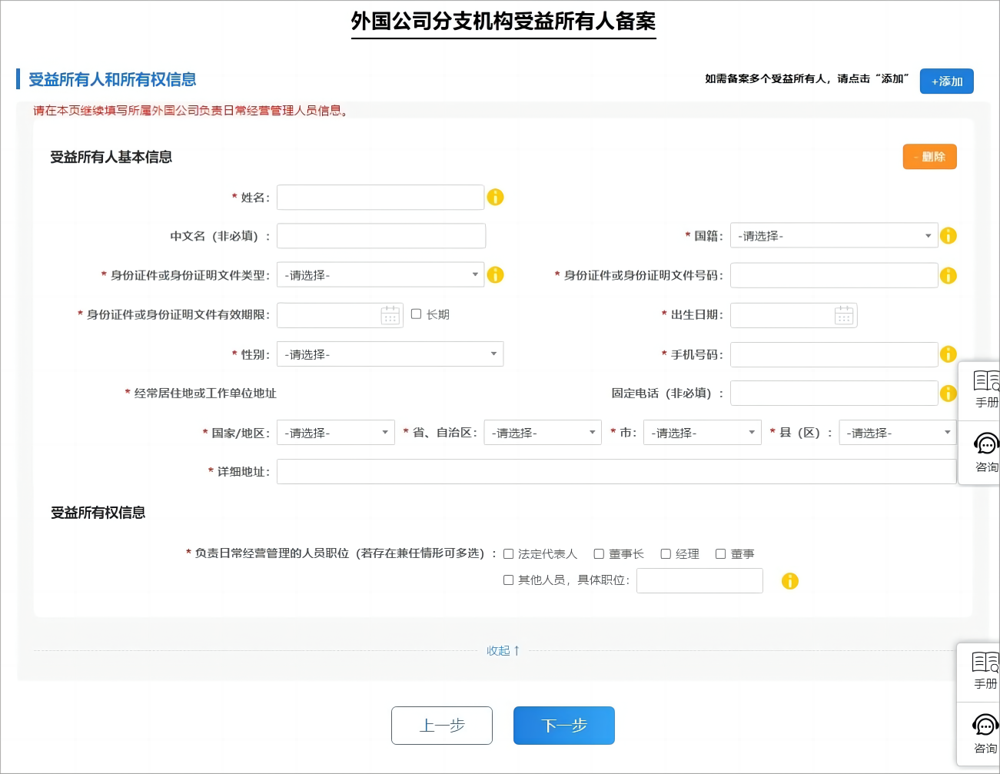 外国公司分支机构受益所有人备案
受益所有人和所有权信息
如需备案多个受益所有人，请点击“添加”
+添加
请在本页继续填写所属外国公司负责日常经营管理人员信息。
受益所有人基本信息
- 删除
* 姓名：
中文名（非必填）：
* 国籍：
-请选择-
* 身份证件或身份证明文件类型：
-请选择-
* 身份证件或身份证明文件号码：
* 身份证件或身份证明文件有效期限：
长期
* 出生日期：
* 性别：
-请选择-
* 手机号码：
* 经常居住地或工作单位地址
固定电话（非必填）：
* 国家/地区：
-请选择-
* 省、自治区：
-请选择-
* 市：
-请选择-
* 县（区）：
-请选择-
* 详细地址：
手册
咨询
受益所有权信息
* 负责日常经营管理的人员职位（若存在兼任情形可多选）：
法定代表人
董事长
经理
董事
其他人员，具体职位：
收起↑
手册
咨询
上一步
下一步